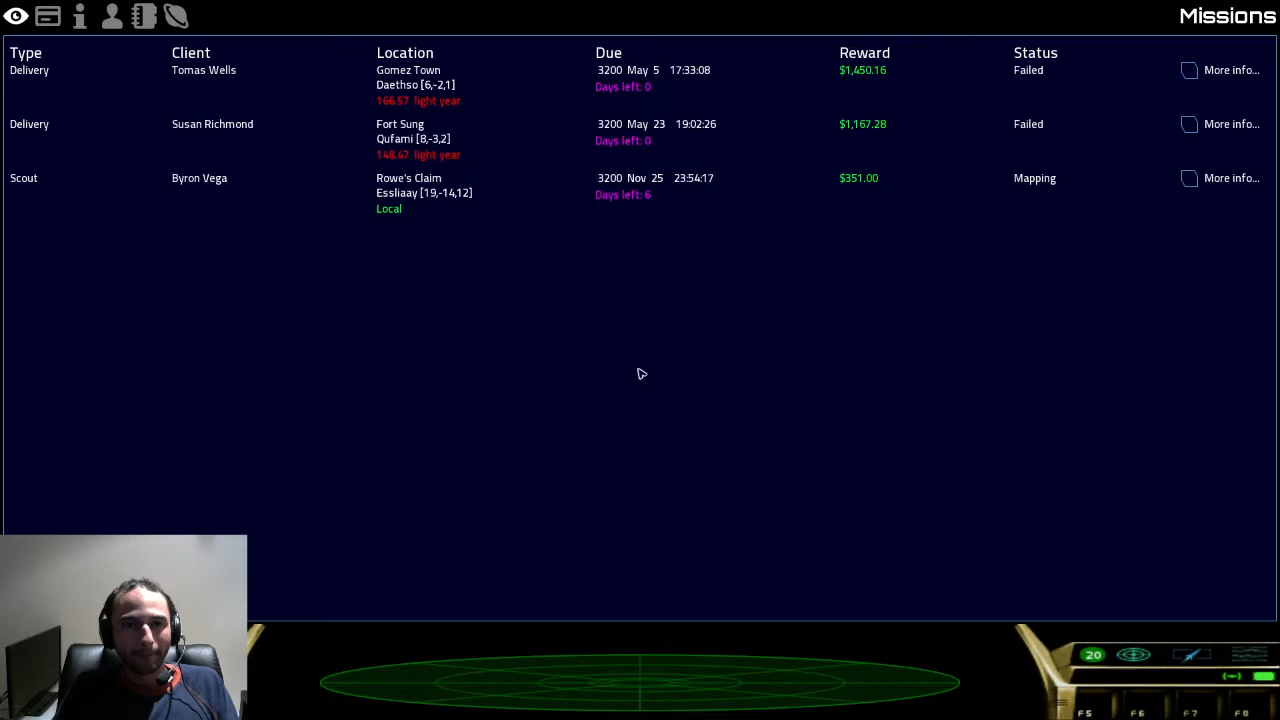 Missions
Type Client Location Due Reward Status
Delivery Tomas Wells Gomez Town 3200 May 5 17:33:08 $1,450.16 Failed More info...
Daethso [6,-2,1] Days left: 0
166.57 light year
Delivery Susan Richmond Fort Sung 3200 May 23 19:02:26 $1,167.28 Failed More info...
Qufami [8,-3,2] Days left: 0
148.47 light year
Scout Byron Vega Rowe's Claim 3200 Nov 25 23:54:17 $351.00 Mapping More info...
Essliaay [19,-14,12] Days left: 6
Local
20
F5 F6 F7 F8